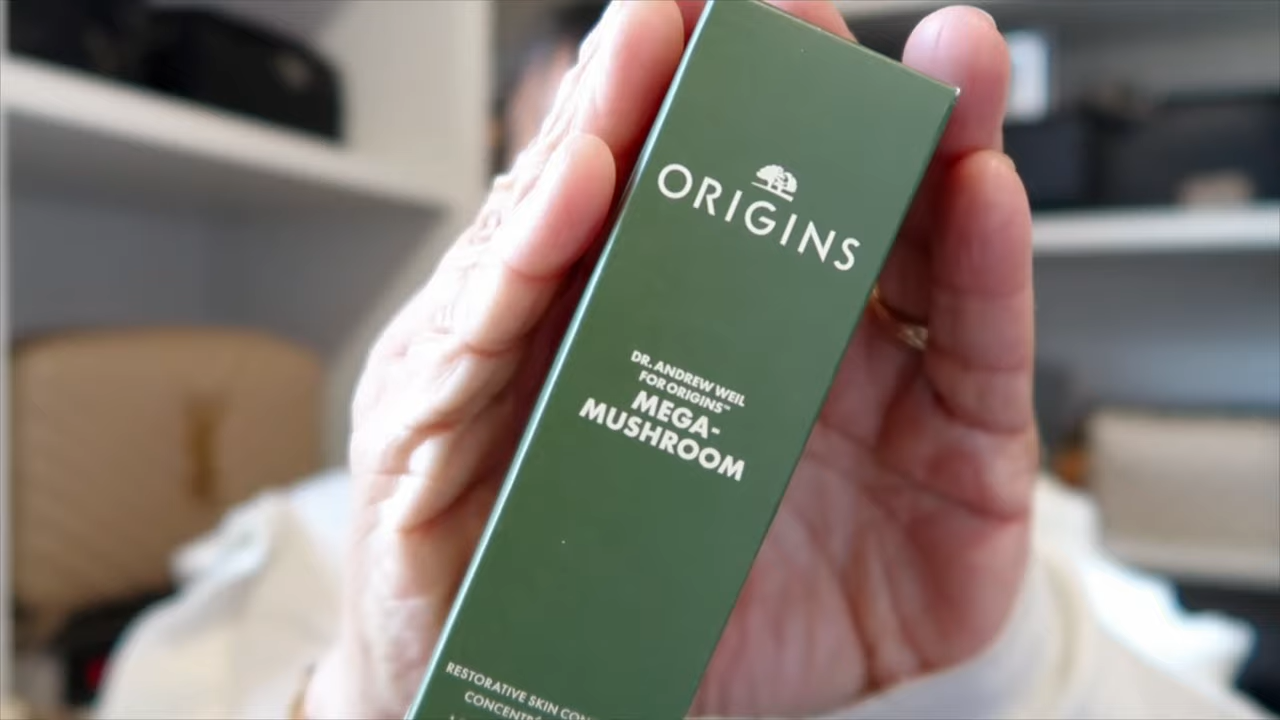 ORIGINS
DR. ANDREW WEIL
FOR ORIGINS™
MEGA-
MUSHROOM
RESTORATIVE SKIN